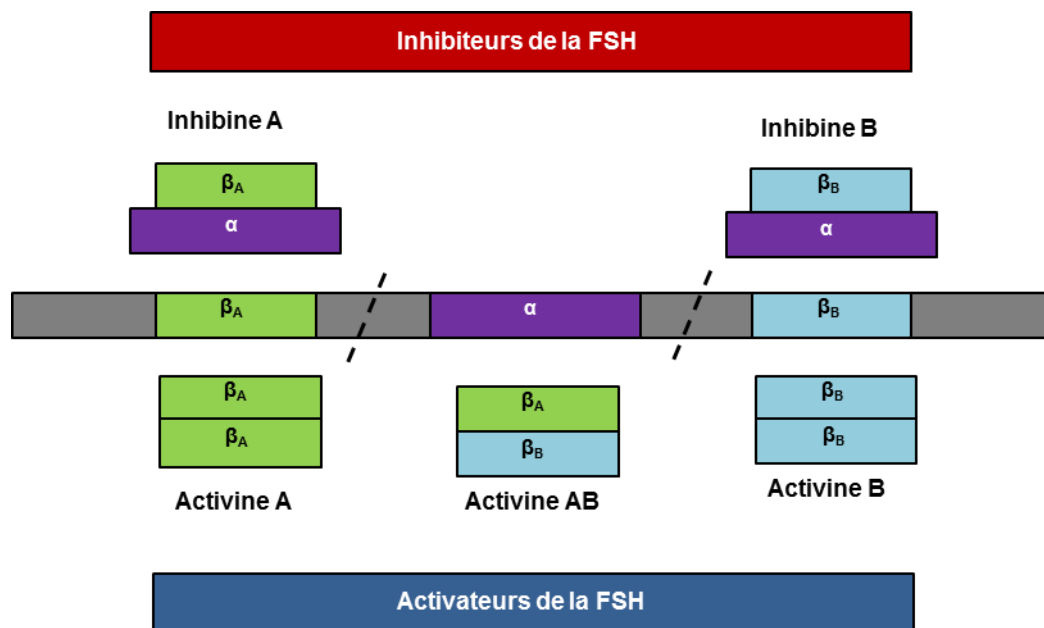 Inhibiteurs de la FSH
Inhibine A
Inhibine B
βA
α
βB
α
βA
α
βB
βA
βA
Activine A
βA
βB
Activine AB
βB
βB
Activine B
Activateurs de la FSH